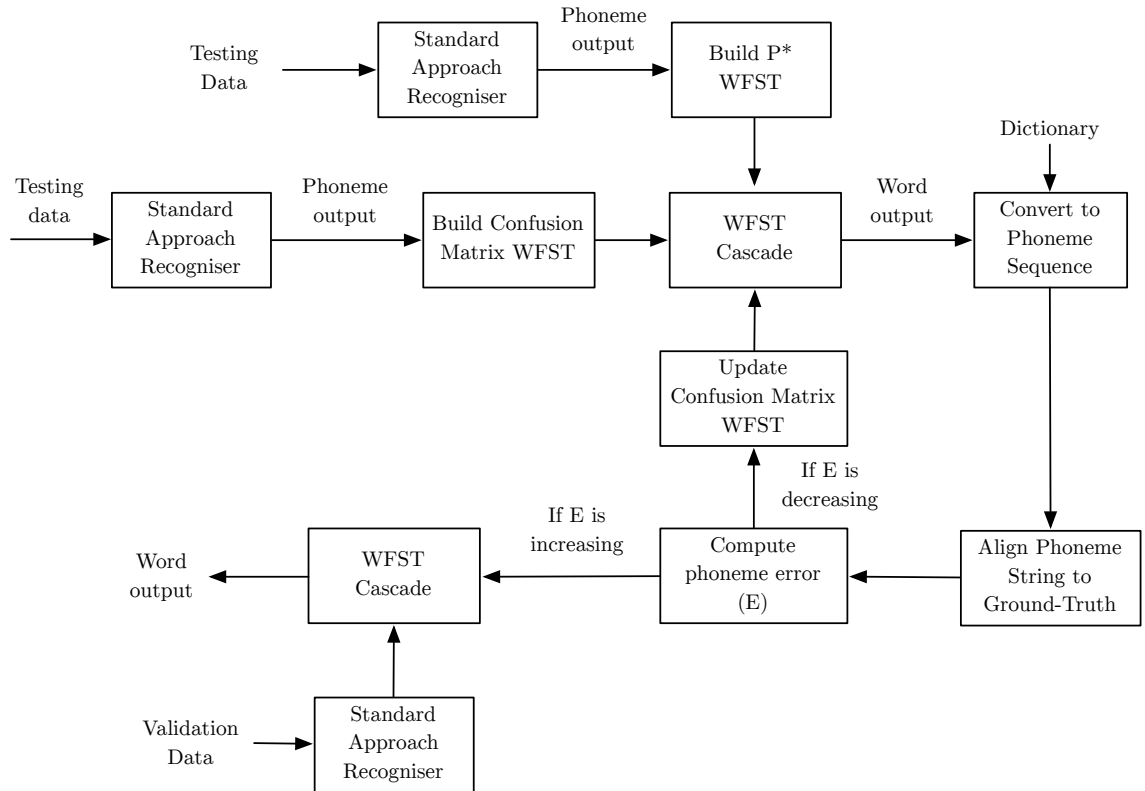 Testing
Data
Standard
Approach
Recogniser
Phoneme
output
Build P*
WFST
Dictionary
Testing
data
Standard
Approach
Recogniser
Phoneme
output
Build Confusion
Matrix WFST
WFST
Cascade
Word
output
Convert to
Phoneme
Sequence
Update
Confusion Matrix
WFST
If E is
decreasing
If E is
increasing
Word
output
WFST
Cascade
Compute
phoneme error
(E)
Align Phoneme
String to
Ground-Truth
Validation
Data
Standard
Approach
Recogniser